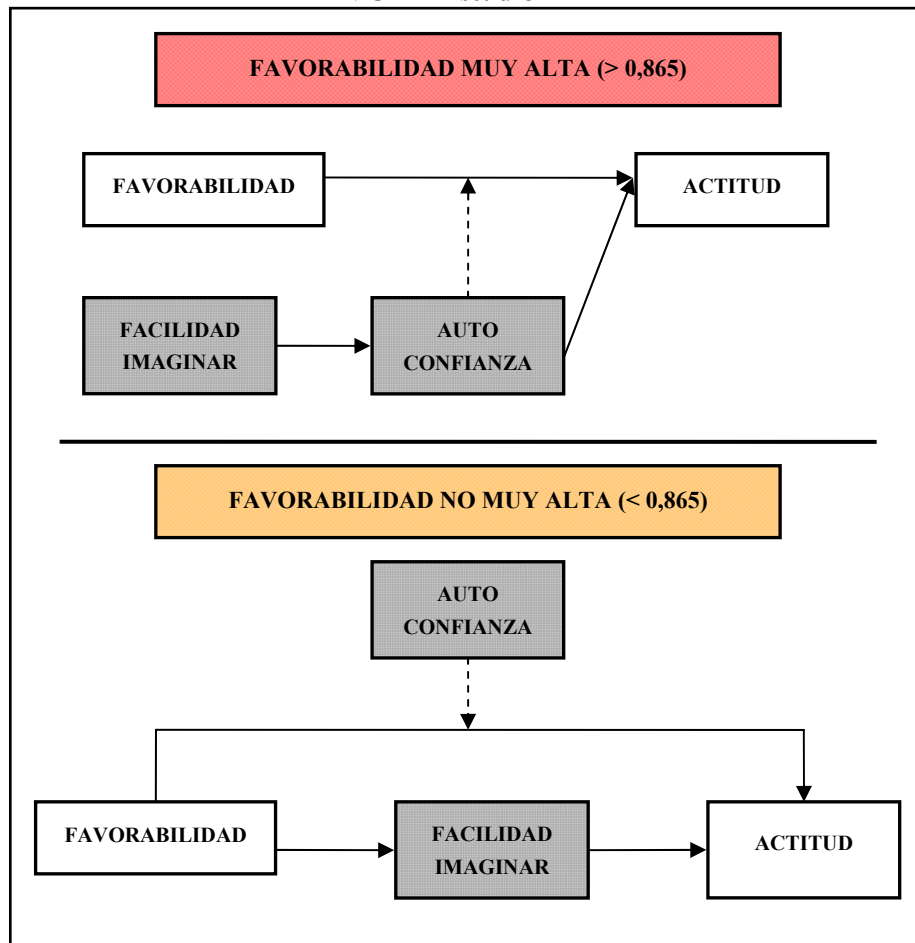 FAVORABILIDAD MUY ALTA (> 0,865)
FAVORABILIDAD
ACTITUD
FACILIDAD
IMAGINAR
AUTO
CONFIANZA
FAVORABILIDAD NO MUY ALTA (< 0,865)
AUTO
CONFIANZA
FAVORABILIDAD
FACILIDAD
IMAGINAR
ACTITUD